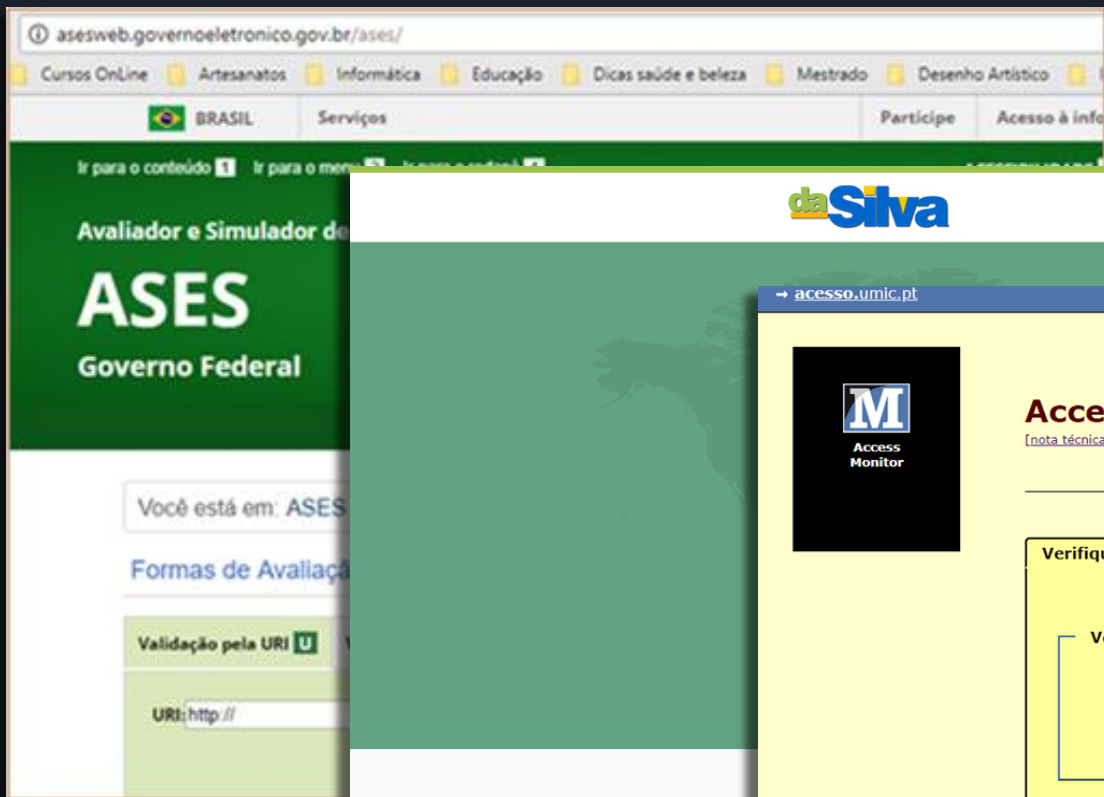 asesweb.governoeletronico.gov.br/ases/
Cursos OnLine Artesanatos Informática Educação Dicas saúde e beleza Mestrado Desenho Artístico
BRASIL Serviços Participe Acesso à info
Ir para o conteúdo 1 Ir para o menu
Avaliador e Simulador de
ASES
Governo Federal
Você está em: ASES
Formas de Avaliaçã
Validação pela URI U
URI: http://
daSilva
→ acesso.umic.pt
M
Access
Monitor
Acce
[nota técnica
Verifiqu